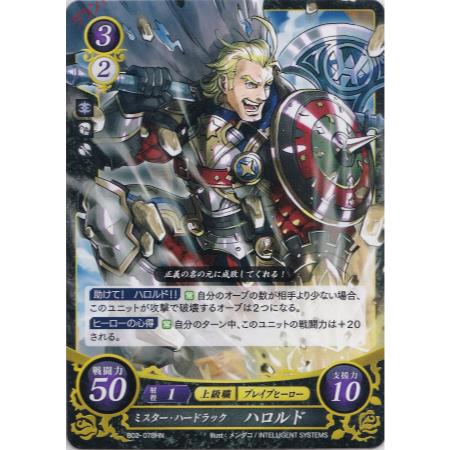 3
2
正義の名の元に成敗してくれる!
助けて! ハロルド!! 常 自分のオーブの数が相手より少ない場合、
このユニットが攻撃で破壊するオーブは2つになる。
ヒーローの心得 常 自分のターン中、このユニットの戦闘力は+20
される。
戦闘力
50
射程 1
上級職 ブレイブヒーロー
支援力
10
ミスター・ハードラック ハロルド
B02-078HN
Illust:メンダコ / INTELLIGENT SYSTEMS